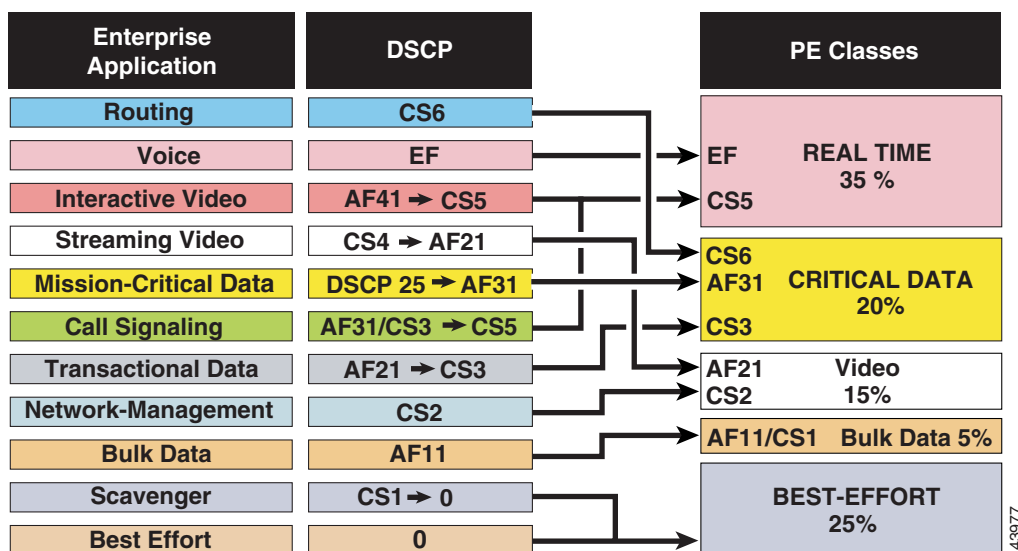 Enterprise
Application
DSCP
PE Classes
Routing
CS6
Voice
EF
Interactive Video
AF41 → CS5
Streaming Video
CS4 → AF21
Mission-Critical Data
DSCP 25 → AF31
Call Signaling
AF31/CS3 → CS5
Transactional Data
AF21 → CS3
Network-Management
CS2
Bulk Data
AF11
Scavenger
CS1 → 0
Best Effort
0
EF
REAL TIME
35 %
CS5
CS6
AF31
CRITICAL DATA
20%
CS3
AF21
Video
CS2
15%
AF11/CS1 Bulk Data 5%
BEST-EFFORT
25%
43977